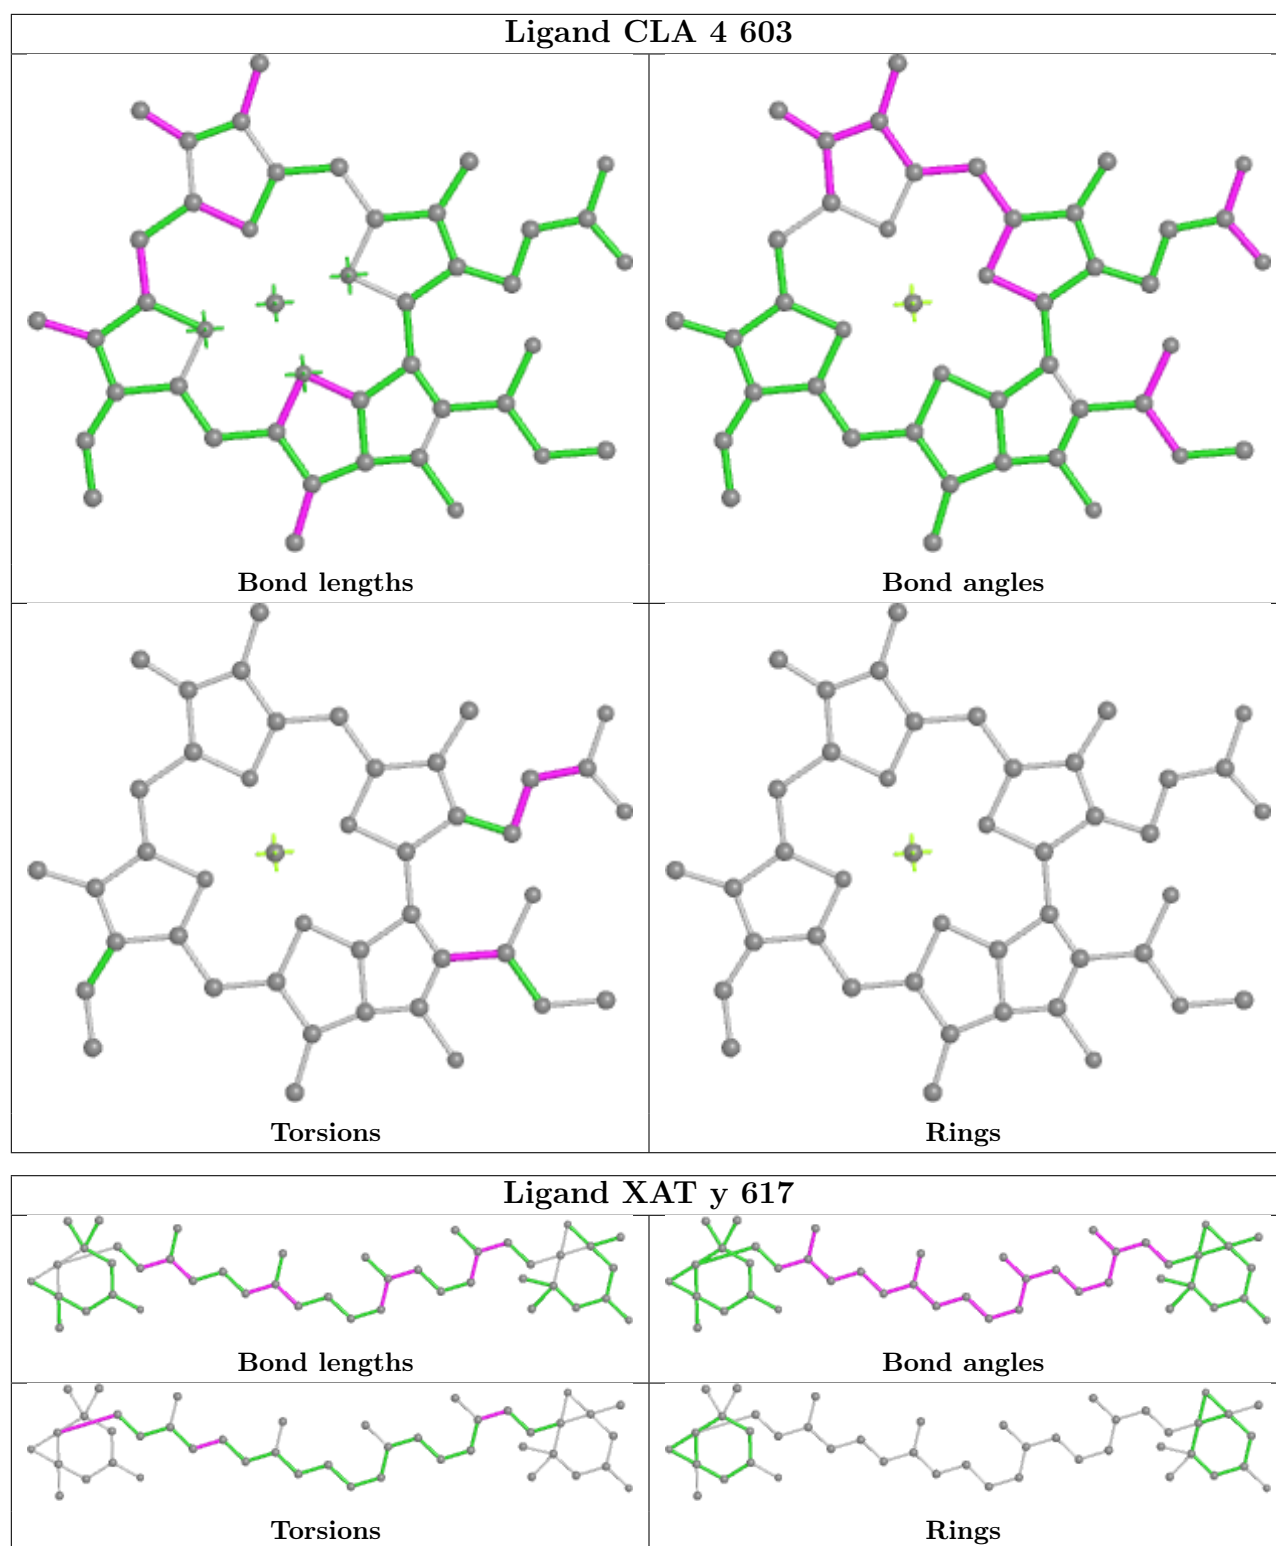 Ligand CLA 4 603
Bond lengths
Bond angles
Torsions
Rings
Ligand XAT y 617
Bond lengths
Bond angles
Torsions
Rings